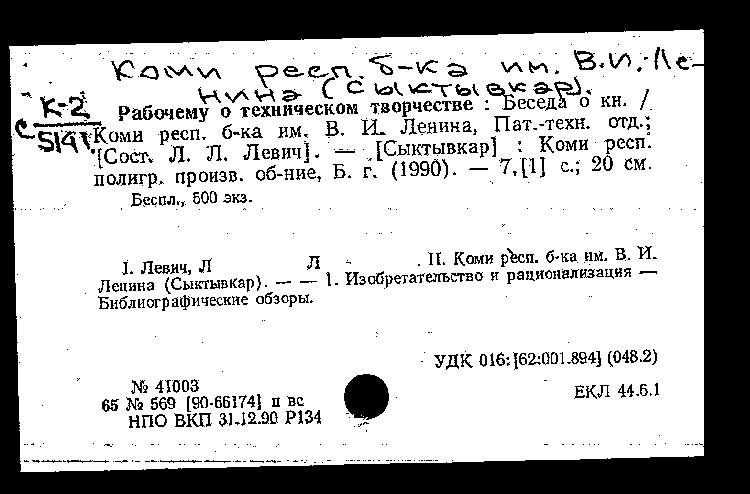 Коми респ. б-ка им. В.И. Ле-
нина (Сыктывкар).
К-2
5141
Рабочему о техническом творчестве : Беседа о кн. /
Коми респ. б-ка им. В. И. Ленина, Пат.-техн. отд.;
[Сост. Л. Л. Левич]. — [Сыктывкар] : Коми респ.
полигр. произв. об-ние, Б. г. (1990). — 7,[1] с.; 20 см.
Беспл., 500 экз.
I. Левич, Л Л . II. Коми респ. б-ка им. В. И.
Ленина (Сыктывкар). — — 1. Изобретательство и рационализация —
Библиографические обзоры.
УДК 016:[62:001.894] (048.2)
№ 41003
65 № 569 [90-66174] п вс
НПО ВКП 31.12.90 Р134
ЕКЛ 44.6.1